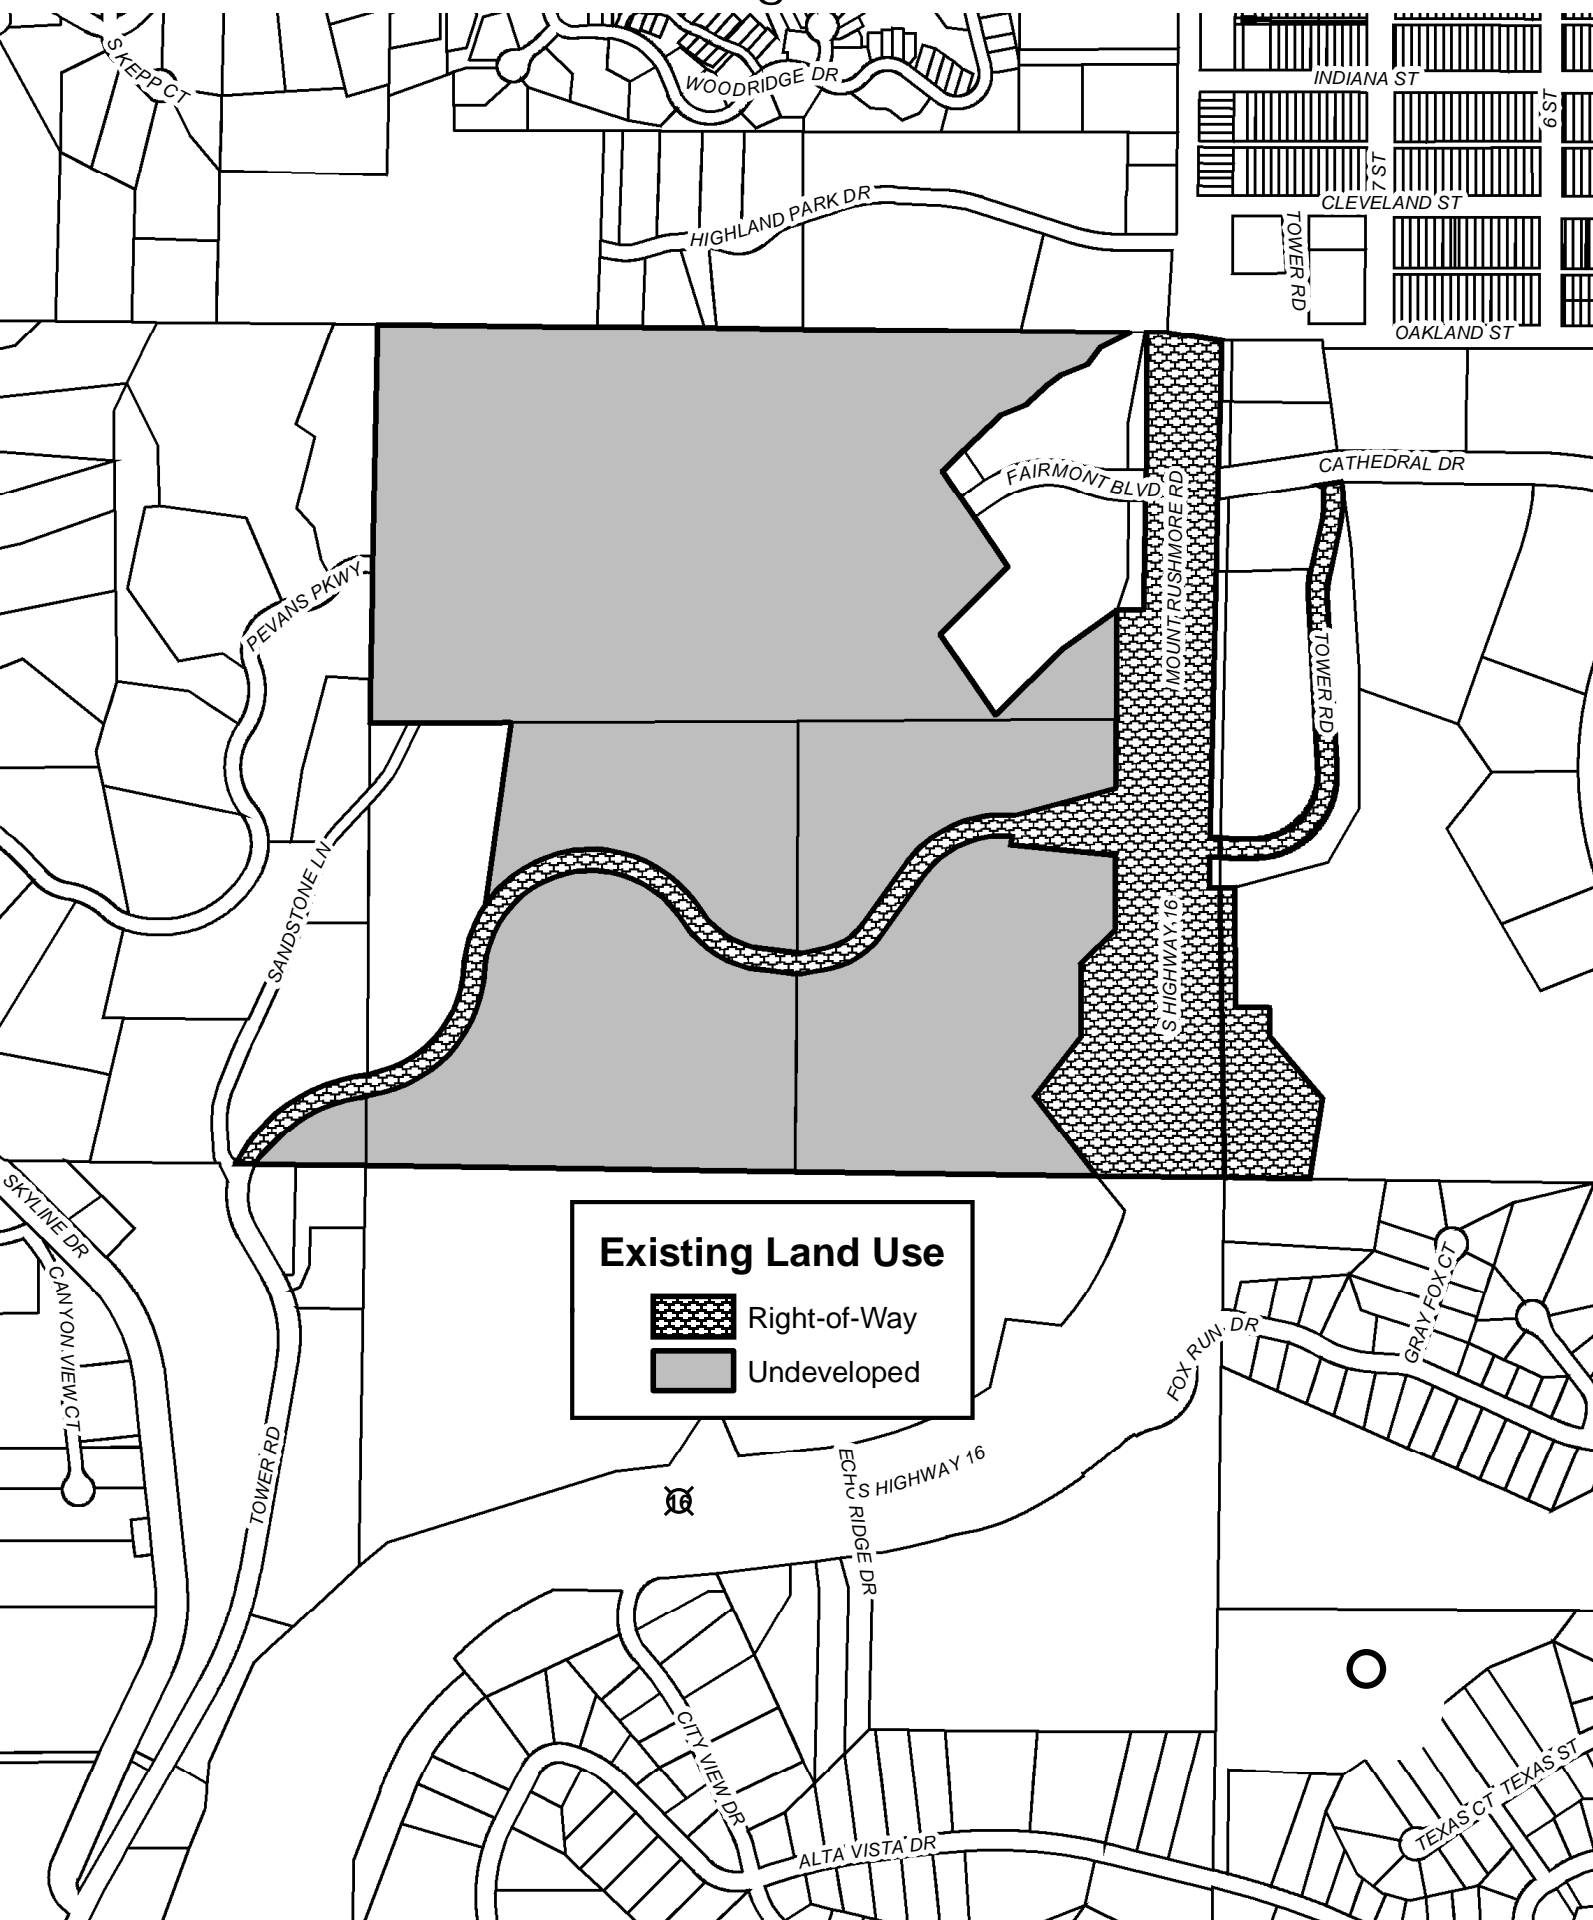 S KEPP CT
WOODRIDGE DR
INDIANA ST
6 ST
7 ST
CLEVELAND ST
HIGHLAND PARK DR
TOWER RD
OAKLAND ST
FAIRMONT BLVD
CATHEDRAL DR
MOUNT RUSHMORE RD
PEVANS PKWY
TOWER RD
SANDSTONE LN
S HIGHWAY 16
SKYLINE DR
CANYON VIEW CT
Existing Land Use
Right-of-Way
Undeveloped
GRAY FOX CT
FOX RUN DR
TOWER RD
S HIGHWAY 16
16
RIDGE DR
CITY VIEW DR
ALTA VISTA DR
TEXAS CT
TEXAS ST